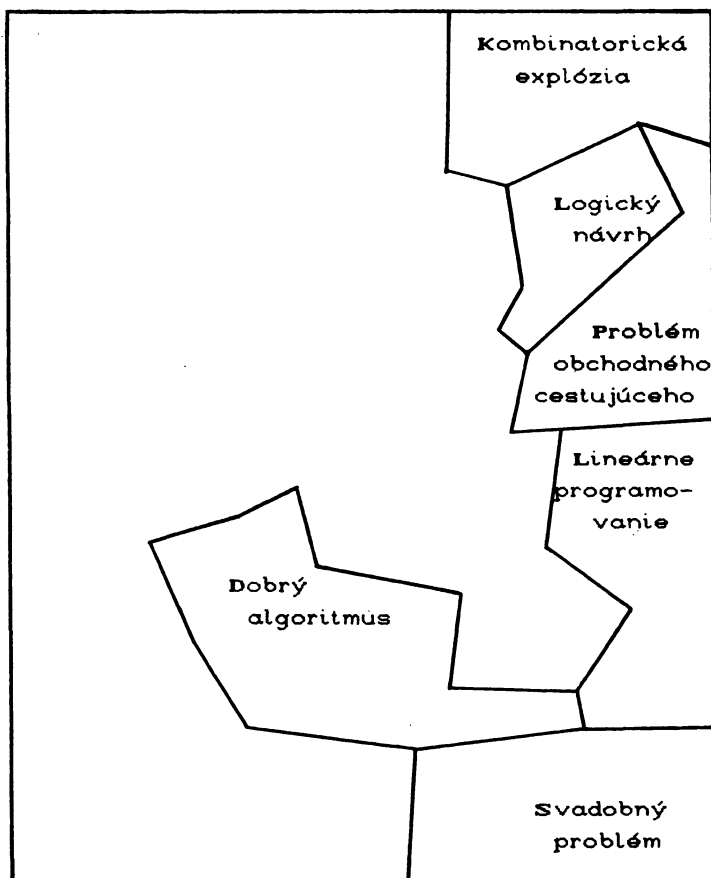 Kombinatorická
explózia
Logický
návrh
Problém
obchodného
cestujúceho
Lineárne
programo-
vanie
Dobrý
algoritmus
Svadobný
problém